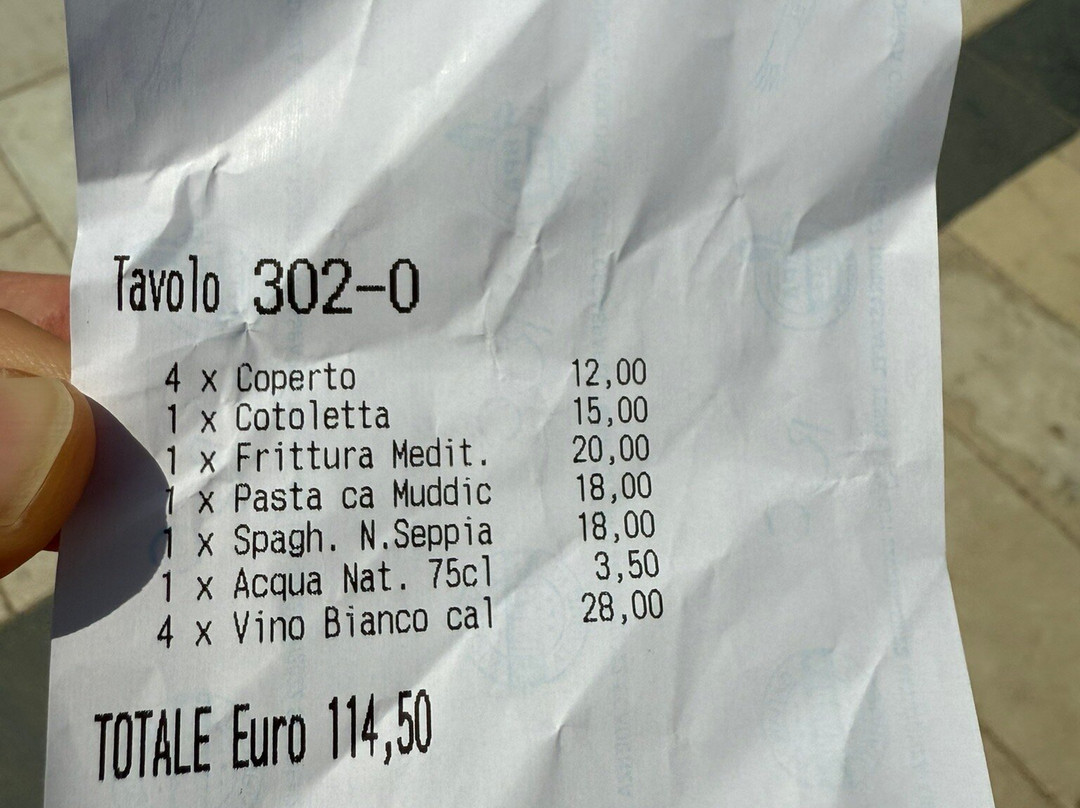 Tavolo 302-0
4 x Coperto 12,00
1 x Cotoletta 15,00
1 x Frittura Medit. 20,00
1 x Pasta ca Muddic 18,00
1 x Spagh. N.Seppia 18,00
1 x Acqua Nat. 75cl 3,50
4 x Vino Bianco cal 28,00
TOTALE Euro 114,50